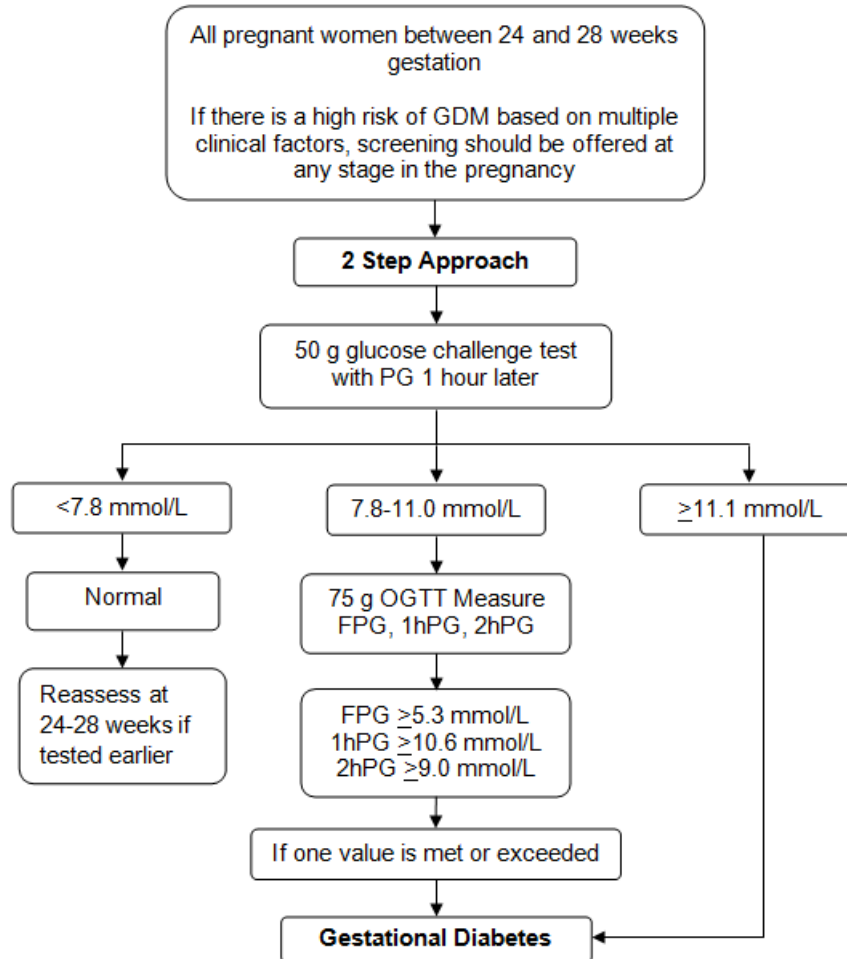 All pregnant women between 24 and 28 weeks
gestation
If there is a high risk of GDM based on multiple
clinical factors, screening should be offered at
any stage in the pregnancy
2 Step Approach
50 g glucose challenge test
with PG 1 hour later
<7.8 mmol/L
7.8-11.0 mmol/L
≥11.1 mmol/L
Normal
75 g OGTT Measure
FPG, 1hPG, 2hPG
Reassess at
24-28 weeks if
tested earlier
FPG ≥5.3 mmol/L
1hPG ≥10.6 mmol/L
2hPG ≥9.0 mmol/L
If one value is met or exceeded
Gestational Diabetes